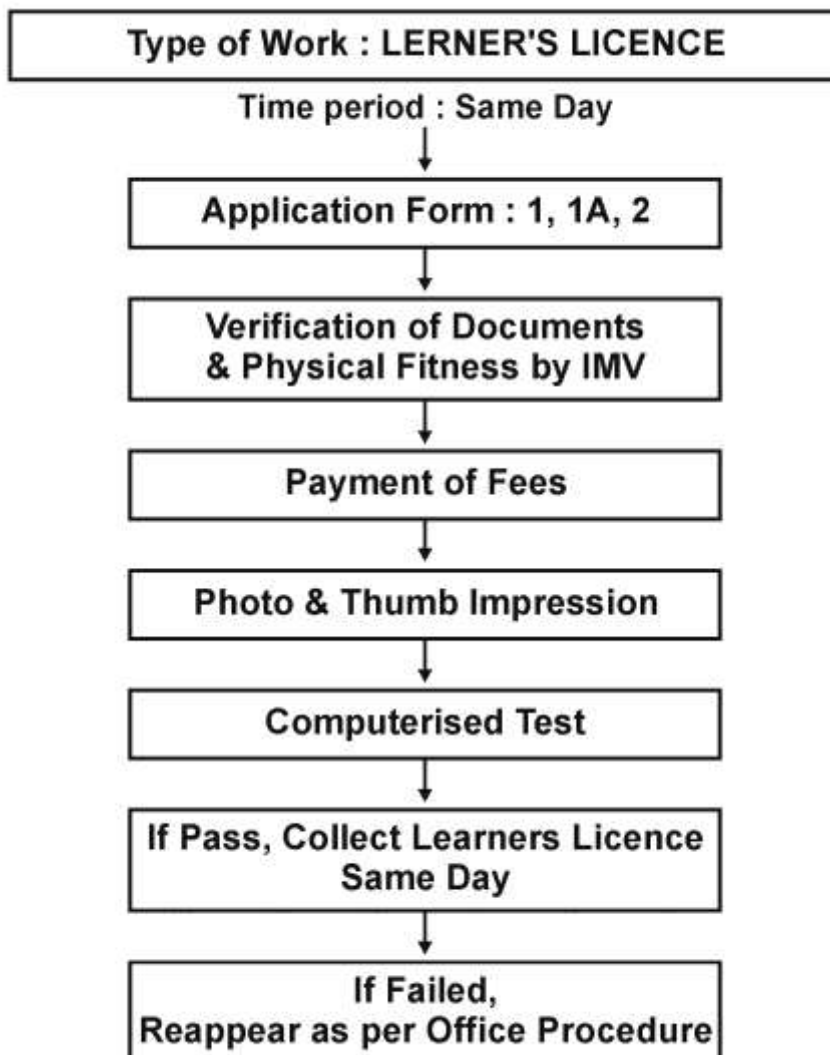 Type of Work : LERNER'S LICENCE
Time period : Same Day
Application Form : 1, 1A, 2
Verification of Documents
& Physical Fitness by IMV
Payment of Fees
Photo & Thumb Impression
Computerised Test
If Pass, Collect Learners Licence
Same Day
If Failed,
Reappear as per Office Procedure